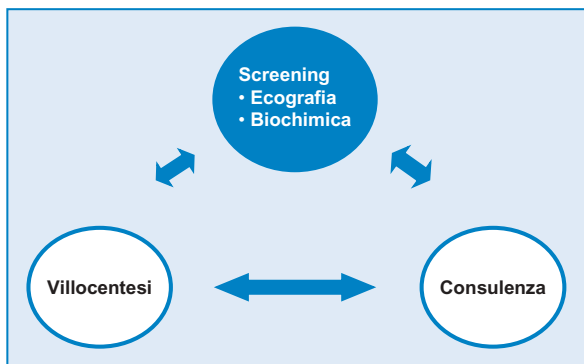 Screening
• Ecografia
• Biochimica
Villocentesi
Consulenza